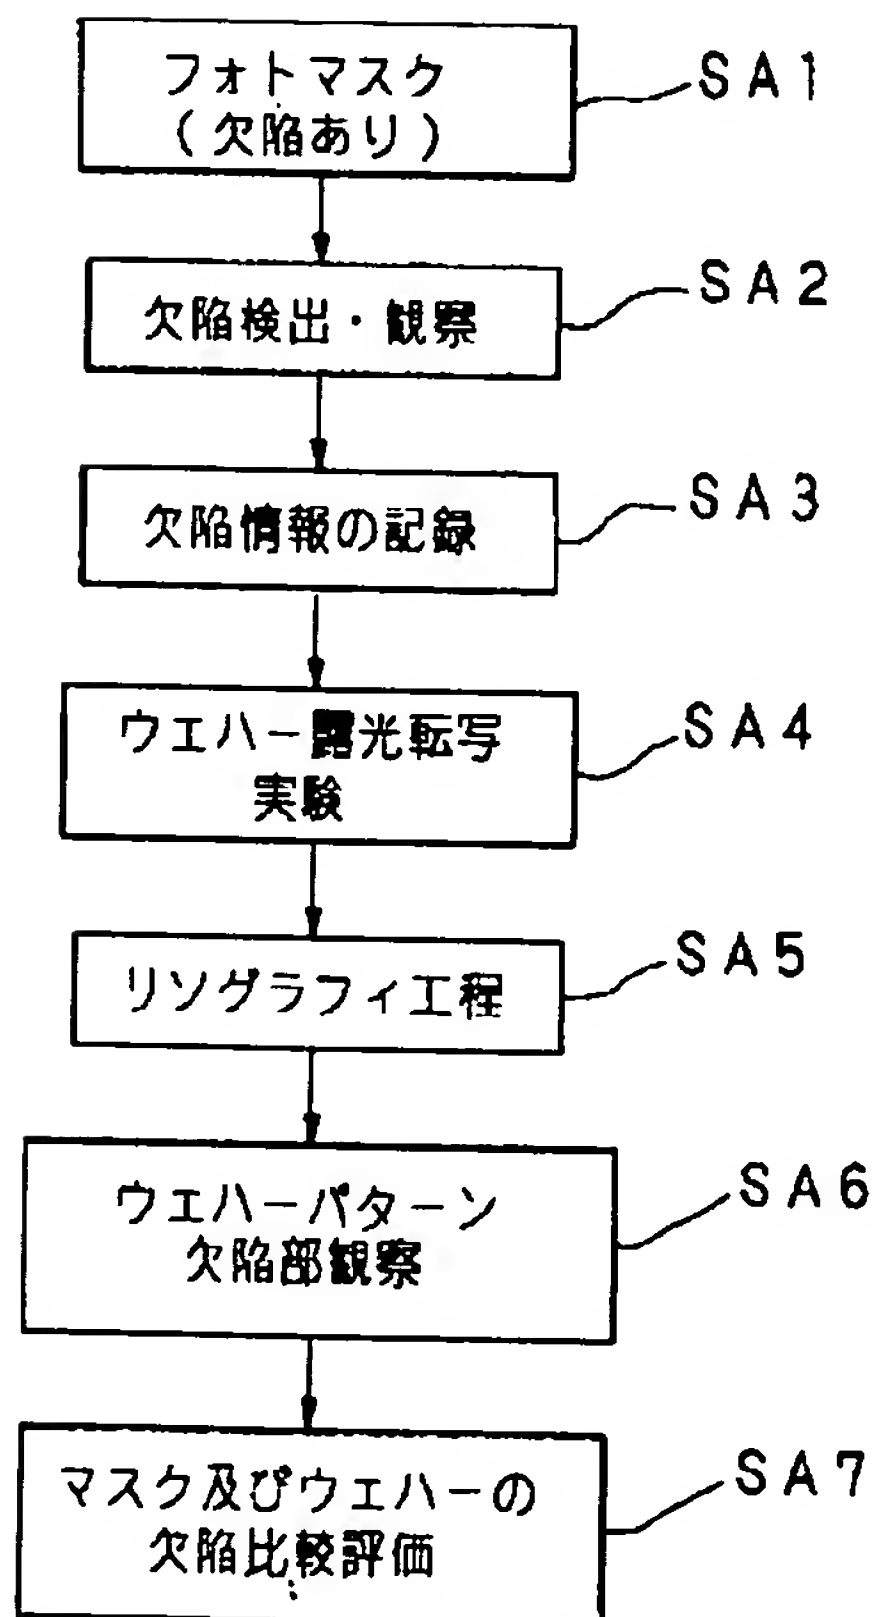 フォトマスク
(欠陥あり)
SA1
欠陥検出・観察
SA2
欠陥情報の記録
SA3
ウエハー露光転写
実験
SA4
リソグラフィ工程
SA5
ウエハーパターン
欠陥部観察
SA6
マスク及びウエハーの
欠陥比較評価
SA7